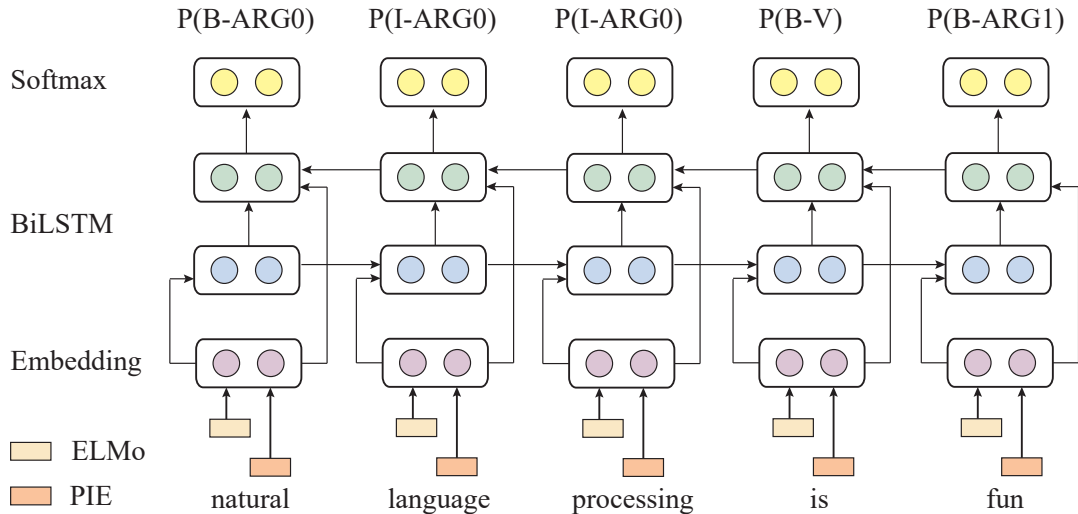 P(B-ARG0) P(I-ARG0) P(I-ARG0) P(B-V) P(B-ARG1)
Softmax
BiLSTM
Embedding
ELMo
PIE
natural language processing is fun